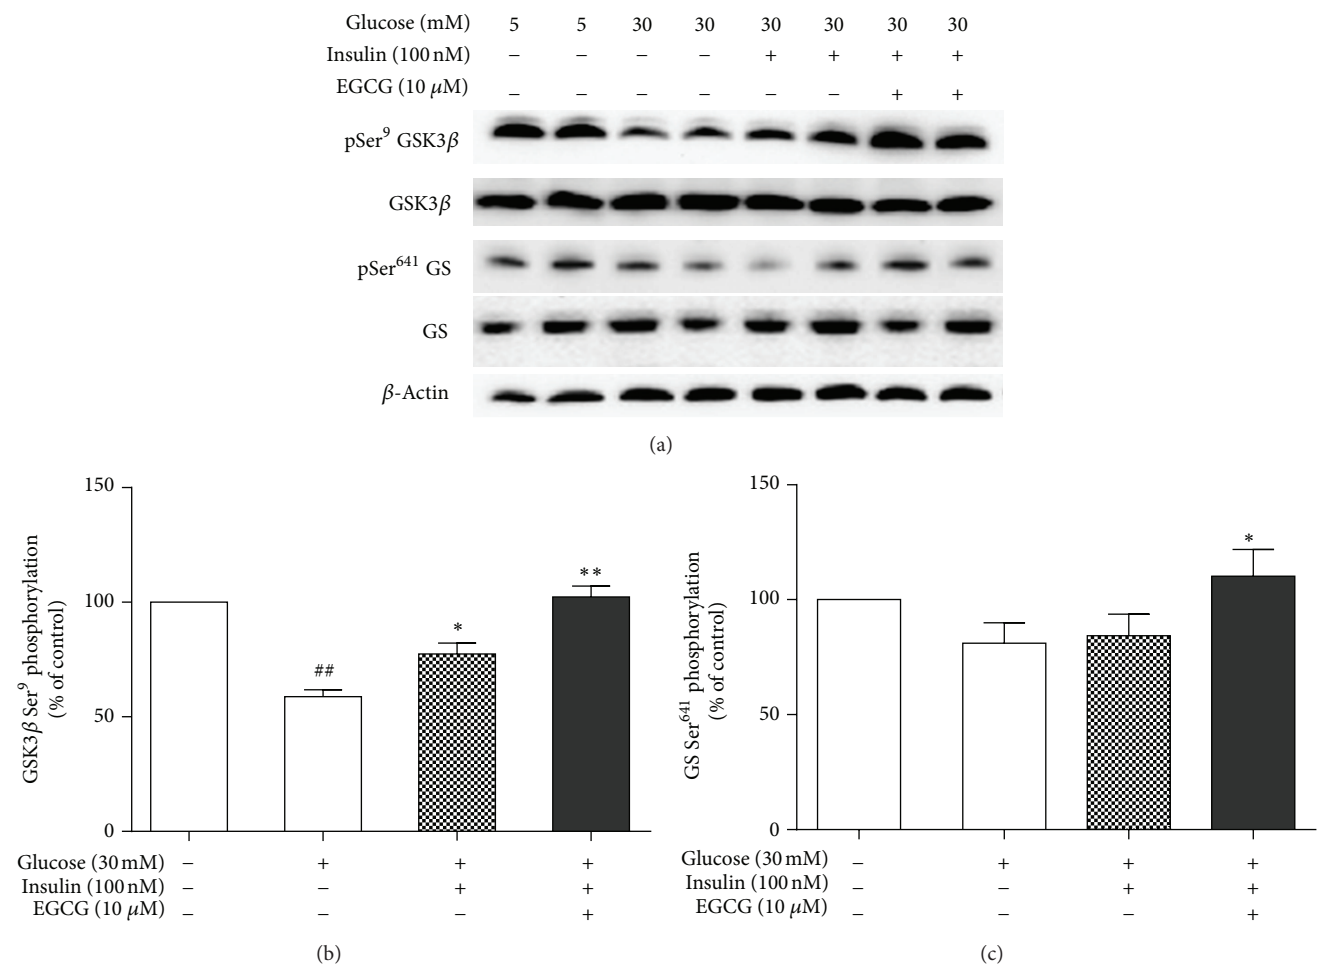 Glucose (mM) 5 5 30 30 30 30 30 30
Insulin (100 nM) − − − − + + + +
EGCG (10 μM) − − − − − − + +
pSer⁹ GSK3β
GSK3β
pSer⁶⁴¹ GS
GS
β-Actin
(a)
GSK3β Ser⁹ phosphorylation
(% of control)
150
100
50
0
##
*
**
Glucose (30 mM) − + + +
Insulin (100 nM) − − + +
EGCG (10 μM) − − − +
(b)
GS Ser⁶⁴¹ phosphorylation
(% of control)
150
100
50
0
*
Glucose (30 mM) − + + +
Insulin (100 nM) − − + +
EGCG (10 μM) − − − +
(c)